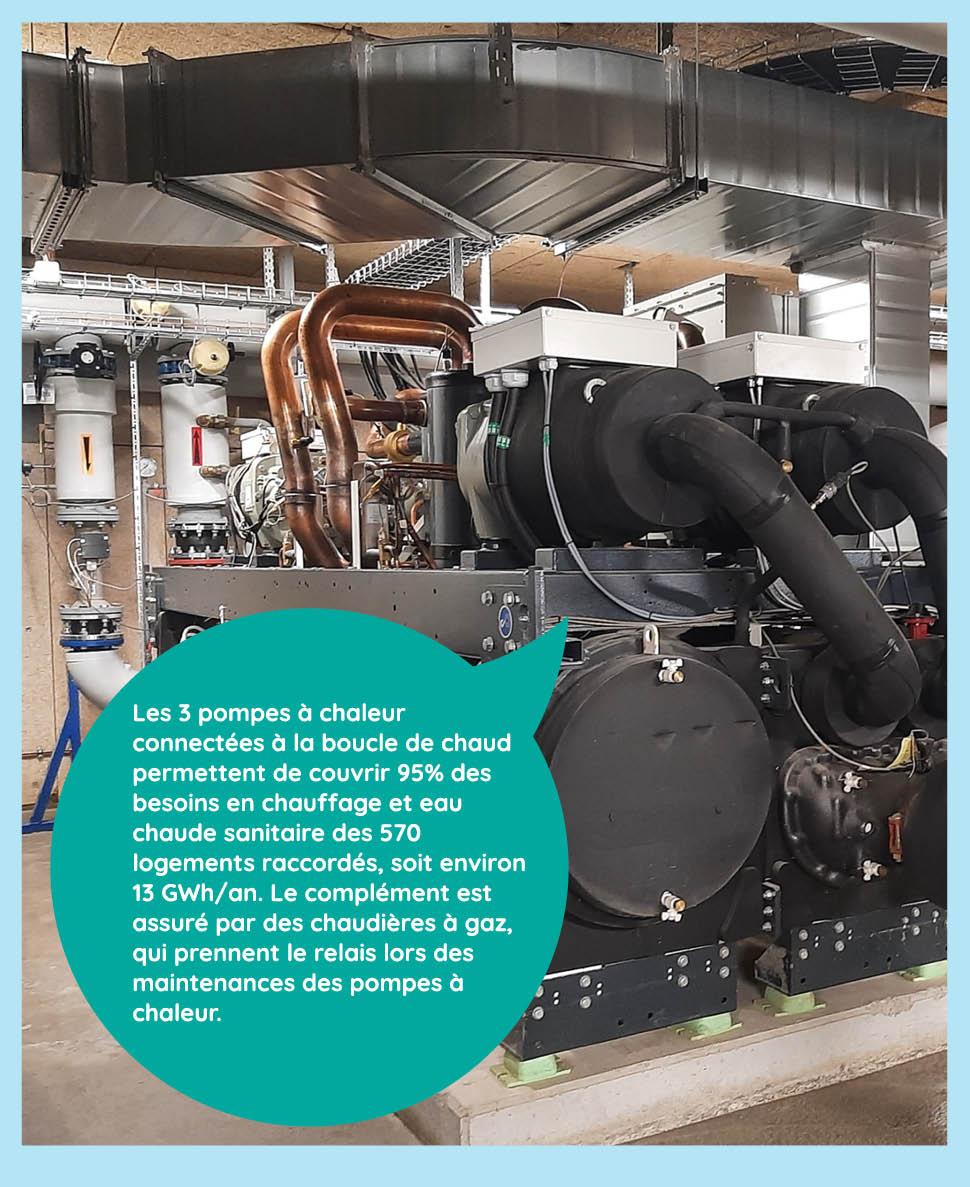 Les 3 pompes à chaleur
connectées à la boucle de chaud
permettent de couvrir 95% des
besoins en chauffage et eau
chaude sanitaire des 570
logements raccordés, soit environ
13 GWh/an. Le complément est
assuré par des chaudières à gaz,
qui prennent le relais lors des
maintenances des pompes à
chaleur.